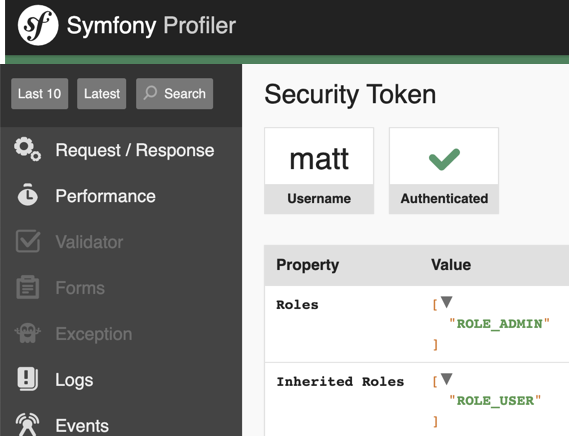 sf Symfony Profiler
Last 10 Latest Search
Security Token
Request / Response
Performance
Validator
Forms
Exception
Logs
Events
matt
Username
Authenticated
Property Value
Roles [
"ROLE_ADMIN"
]
Inherited Roles [
"ROLE_USER"
]